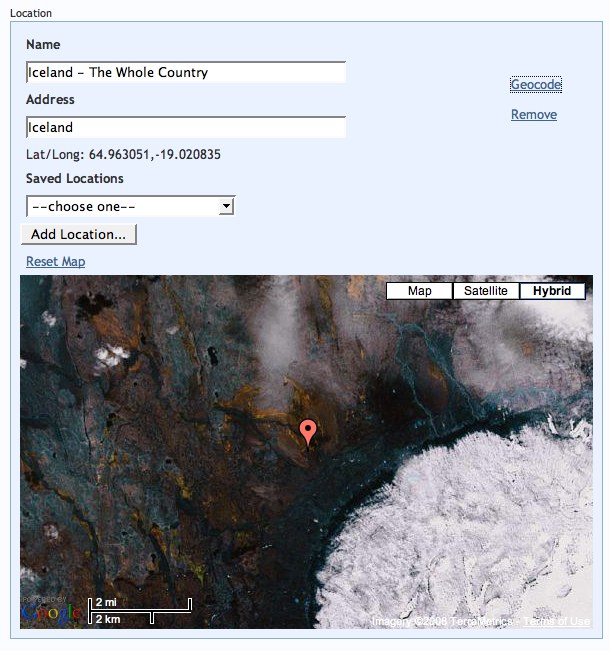 Location
Name
Iceland - The Whole Country
Geocode
Address
Remove
Iceland
Lat/Long: 64.963051,-19.020835
Saved Locations
--choose one--
Add Location...
Reset Map
Map Satellite Hybrid
POWERED BY
Google
2 mi
2 km
Imagery ©2008 TerraMetrics - Terms of Use